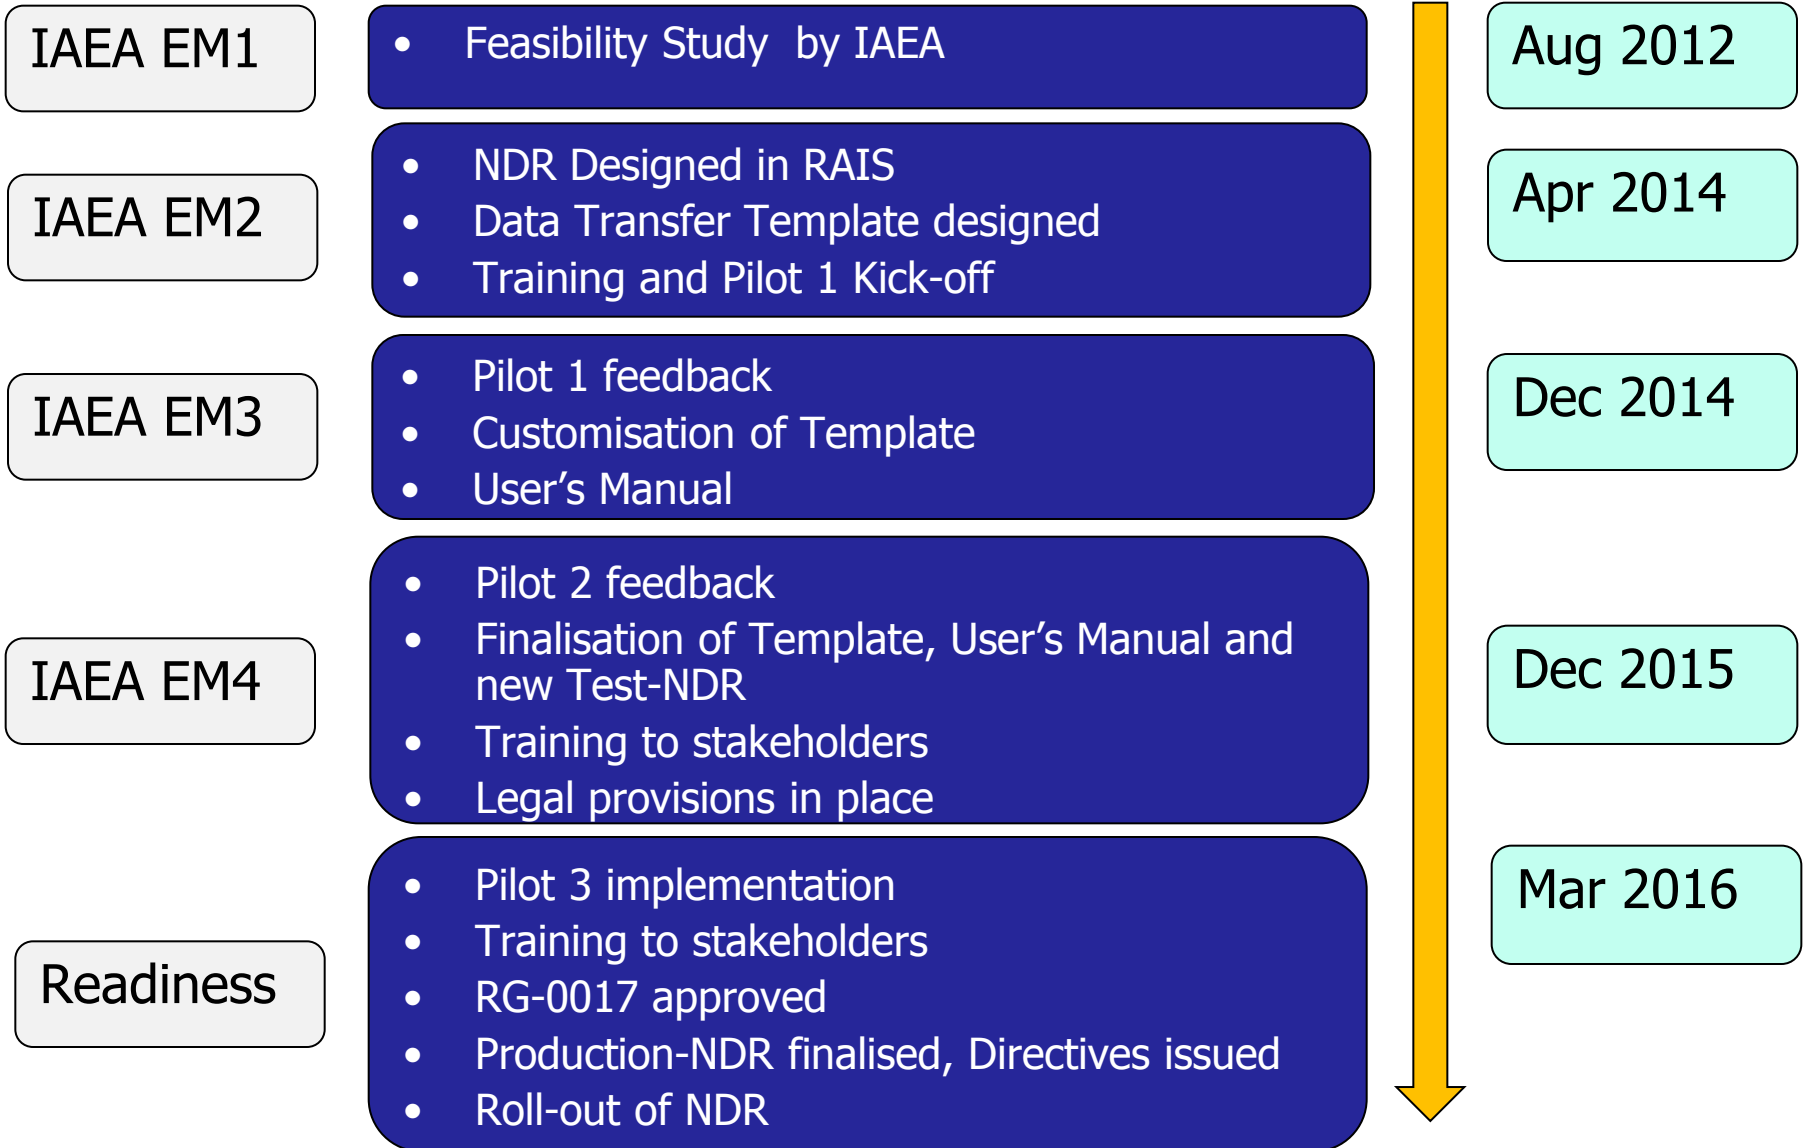 IAEA EM1
• Feasibility Study  by IAEA
Aug 2012
IAEA EM2
• NDR Designed in RAIS
• Data Transfer Template designed
• Training and Pilot 1 Kick-off
Apr 2014
IAEA EM3
• Pilot 1 feedback
• Customisation of Template
• User’s Manual
Dec 2014
IAEA EM4
• Pilot 2 feedback
• Finalisation of Template, User’s Manual and
new Test-NDR
• Training to stakeholders
• Legal provisions in place
Dec 2015
Readiness
• Pilot 3 implementation
• Training to stakeholders
• RG-0017 approved
• Production-NDR finalised, Directives issued
• Roll-out of NDR
Mar 2016